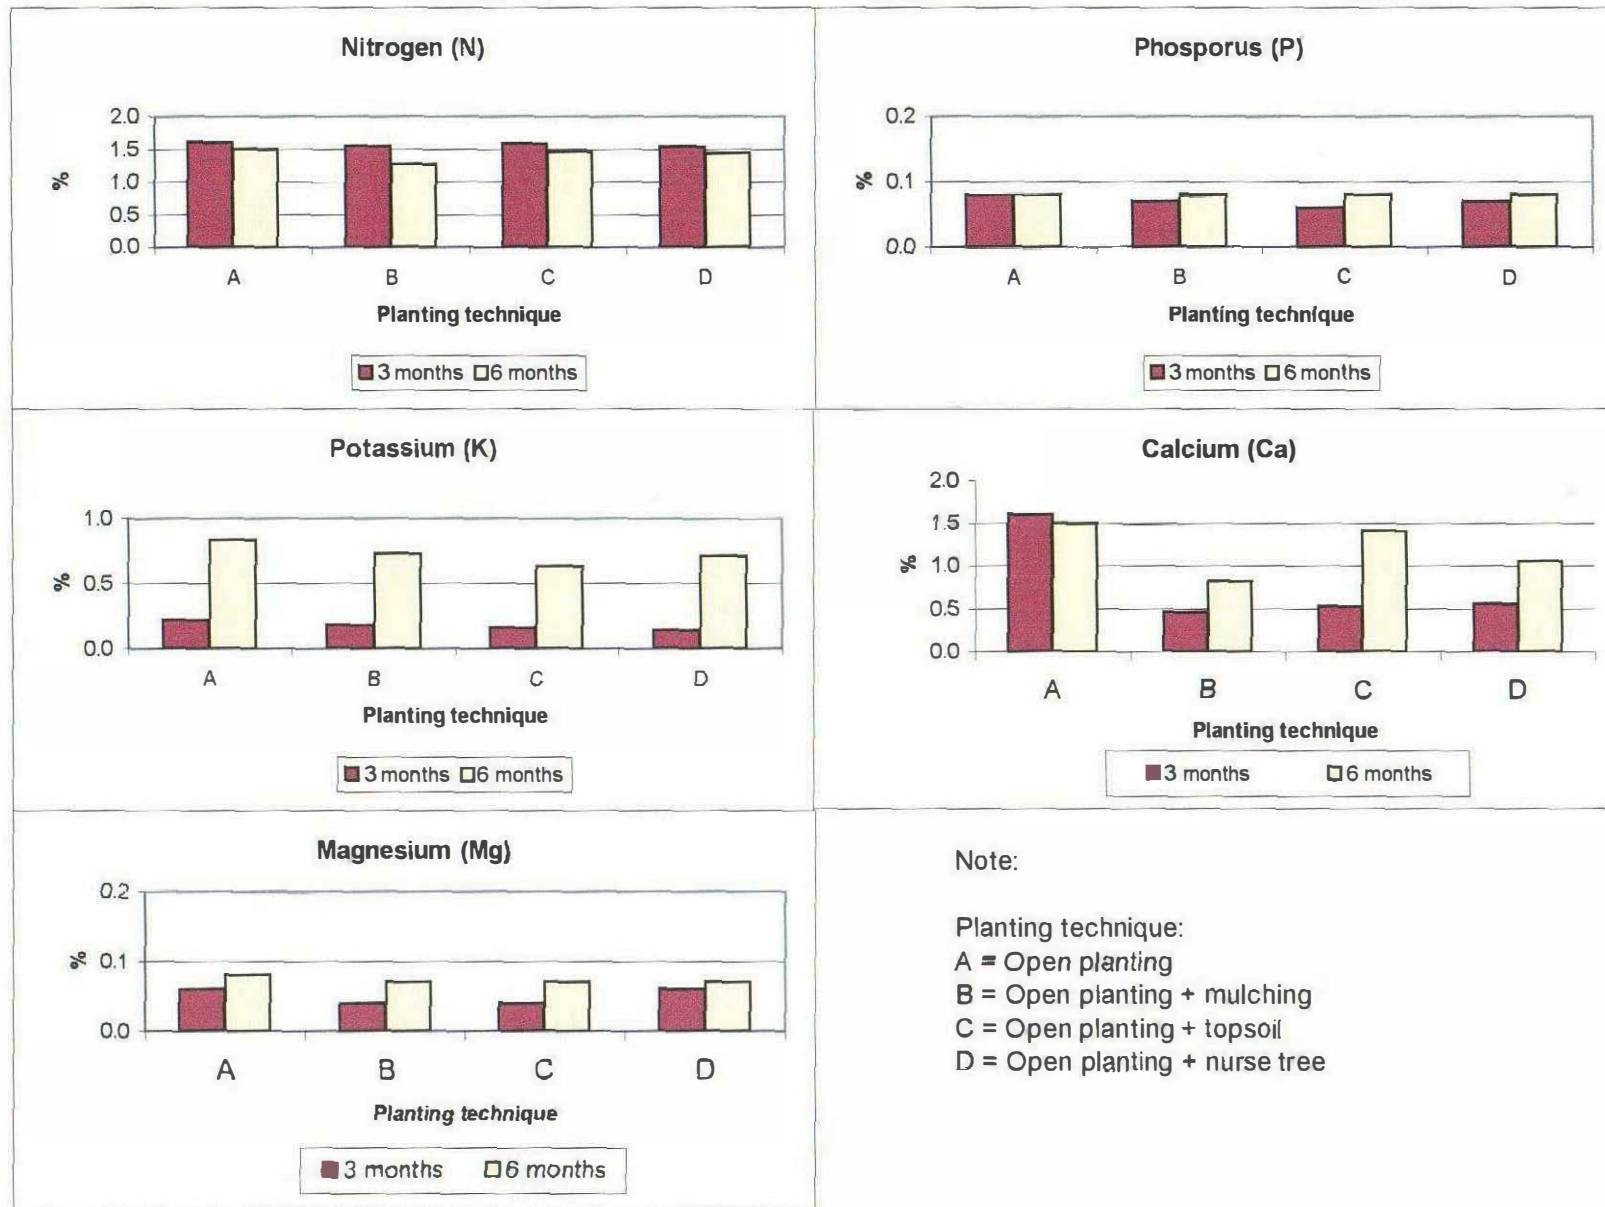 Nitrogen (N)
2.0
1.5
1.0
0.5
0.0
%
A B C D
Planting technique
3 months 6 months
Phosporus (P)
0.2
0.1
0.0
%
A B C D
Planting technique
3 months 6 months
Potassium (K)
1.0
0.5
0.0
%
A B C D
Planting technique
3 months 6 months
Calcium (Ca)
2.0
1.5
1.0
0.5
0.0
%
A B C D
Planting technique
3 months 6 months
Magnesium (Mg)
0.2
0.1
0.0
%
A B C D
Planting technique
3 months 6 months
Note:
Planting technique:
A = Open planting
B = Open planting + mulching
C = Open planting + topsoil
D = Open planting + nurse tree